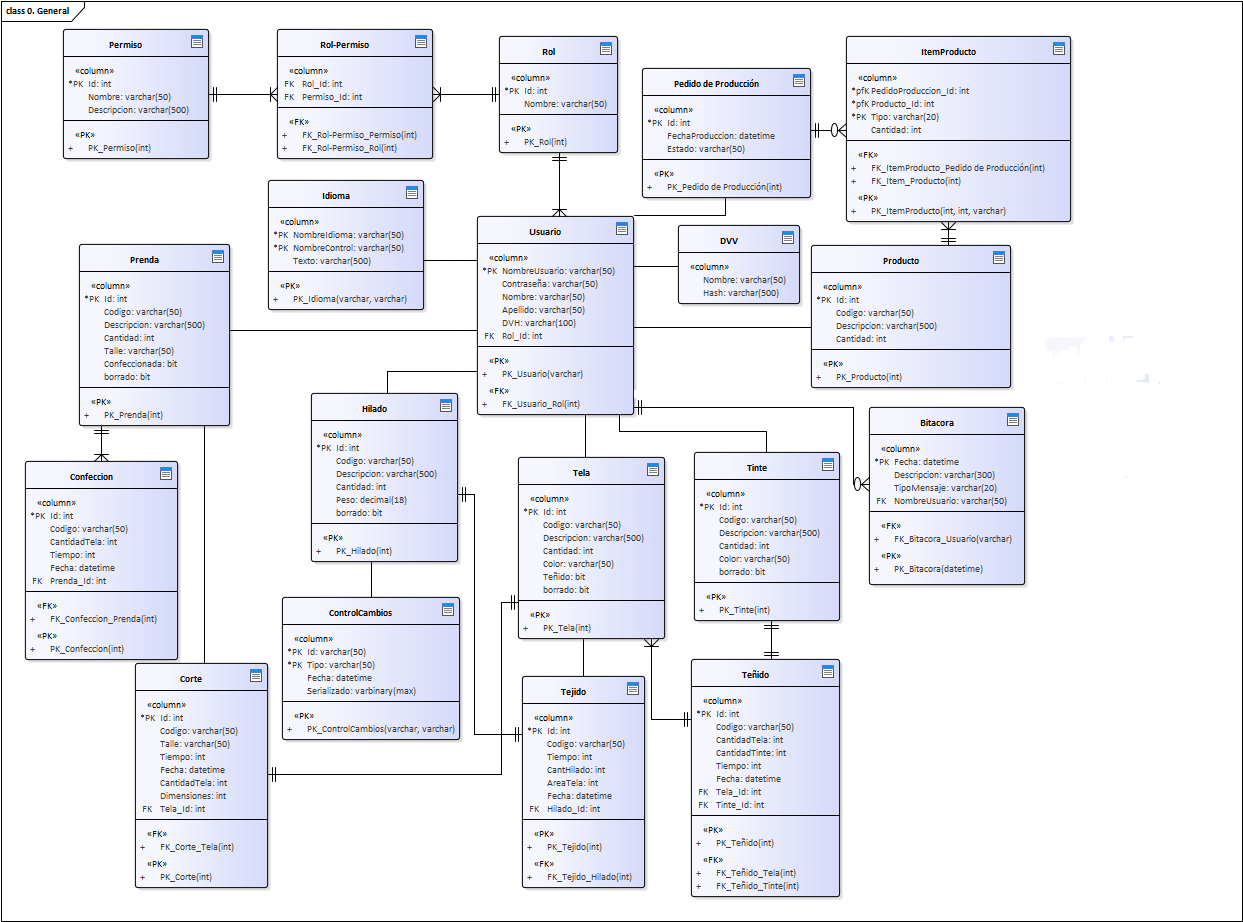 class 0. General
Permiso
«column»
*PK Id: int
Nombre: varchar(50)
Descripcion: varchar(500)
«PK»
+ PK_Permiso(int)
Rol-Permiso
«column»
FK Rol_Id: int
FK Permiso_Id: int
«FK»
+ FK_Rol-Permiso_Permiso(int)
+ FK_Rol-Permiso_Rol(int)
Rol
«column»
*PK Id: int
Nombre: varchar(50)
«PK»
+ PK_Rol(int)
Pedido de Producción
«column»
*PK Id: int
FechaProduccion: datetime
Estado: varchar(50)
«PK»
+ PK_Pedido de Producción(int)
ItemProducto
«column»
*pfK PedidoProduccion_Id: int
*pfK Producto_Id: int
*PK Tipo: varchar(20)
Cantidad: int
«FK»
+ FK_ItemProducto_Pedido de Producción(int)
+ FK_Item_Producto(int)
«PK»
+ PK_ItemProducto(int, int, varchar)
Idioma
«column»
*PK NombreIdioma: varchar(50)
*PK NombreControl: varchar(50)
Texto: varchar(500)
«PK»
+ PK_Idioma(varchar, varchar)
Usuario
«column»
*PK NombreUsuario: varchar(50)
Contraseña: varchar(50)
Nombre: varchar(50)
Apellido: varchar(50)
DVH: varchar(100)
FK Rol_Id: int
«PK»
+ PK_Usuario(varchar)
«FK»
+ FK_Usuario_Rol(int)
DVV
«column»
Nombre: varchar(50)
Hash: varchar(500)
Prenda
«column»
*PK Id: int
Codigo: varchar(50)
Descripcion: varchar(500)
Cantidad: int
Talle: varchar(50)
Confeccionada: bit
borrado: bit
«PK»
+ PK_Prenda(int)
Producto
«column»
*PK Id: int
Codigo: varchar(50)
Descripcion: varchar(500)
Cantidad: int
«PK»
+ PK_Producto(int)
Hilado
«column»
*PK Id: int
Codigo: varchar(50)
Descripcion: varchar(500)
Cantidad: int
Peso: decimal(18)
borrado: bit
«PK»
+ PK_Hilado(int)
Bitacora
«column»
*PK Fecha: datetime
Descripcion: varchar(300)
TipoMensaje: varchar(20)
FK NombreUsuario: varchar(50)
«FK»
+ FK_Bitacora_Usuario(varchar)
«PK»
+ PK_Bitacora(datetime)
Confeccion
«column»
*PK Id: int
Codigo: varchar(50)
CantidadTela: int
Tiempo: int
Fecha: datetime
FK Prenda_Id: int
«FK»
+ FK_Confeccion_Prenda(int)
«PK»
+ PK_Confeccion(int)
Tela
«column»
*PK Id: int
Codigo: varchar(50)
Descripcion: varchar(500)
Cantidad: int
Color: varchar(50)
Teñido: bit
borrado: bit
«PK»
+ PK_Tela(int)
Tinte
«column»
*PK Id: int
Codigo: varchar(50)
Descripcion: varchar(500)
Cantidad: int
Color: varchar(50)
borrado: bit
«PK»
+ PK_Tinte(int)
ControlCambios
«column»
*PK Id: varchar(50)
*PK Tipo: varchar(50)
Fecha: datetime
Serializado: varbinary(max)
«PK»
+ PK_ControlCambios(varchar, varchar)
Corte
«column»
*PK Id: int
Codigo: varchar(50)
Talle: varchar(50)
Tiempo: int
Fecha: datetime
CantidadTela: int
Dimensiones: int
FK Tela_Id: int
«FK»
+ FK_Corte_Tela(int)
«PK»
+ PK_Corte(int)
Tejido
«column»
*PK Id: int
Codigo: varchar(50)
Tiempo: int
CantHilado: int
AreaTela: int
Fecha: datetime
FK Hilado_Id: int
«PK»
+ PK_Tejido(int)
«FK»
+ FK_Tejido_Hilado(int)
Teñido
«column»
*PK Id: int
Codigo: varchar(50)
CantidadTela: int
CantidadTinte: int
Tiempo: int
Fecha: datetime
FK Tela_Id: int
FK Tinte_Id: int
«PK»
+ PK_Teñido(int)
«FK»
+ FK_Teñido_Tela(int)
+ FK_Teñido_Tinte(int)